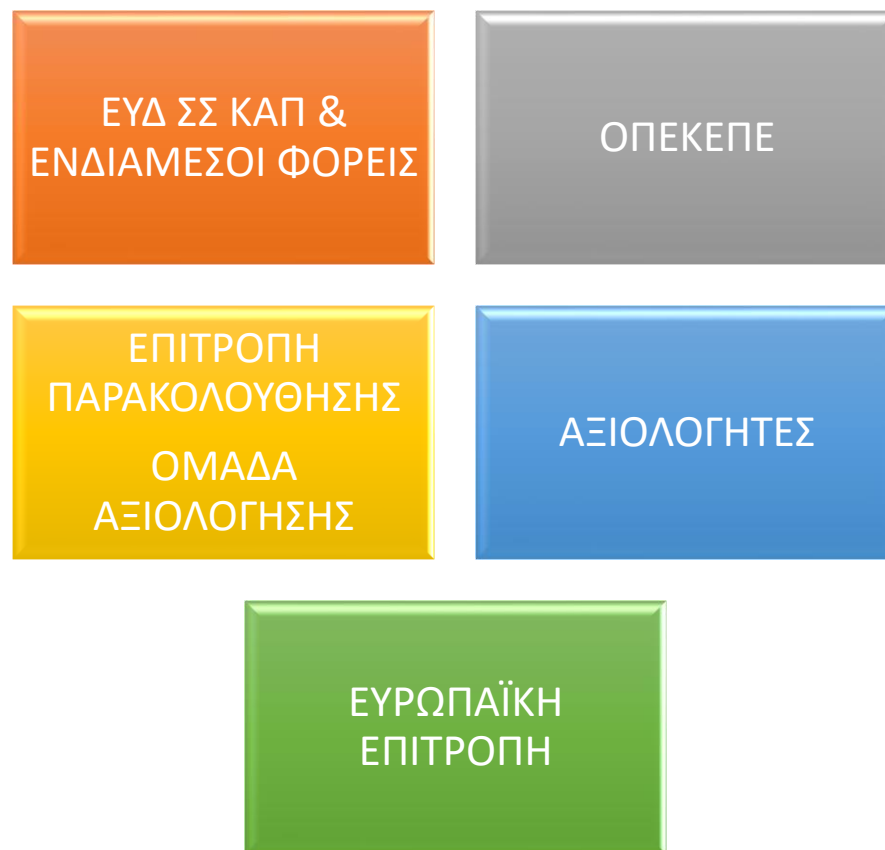 ΕΥΔ ΣΣ ΚΑΠ &
ΕΝΔΙΑΜΕΣΟΙ ΦΟΡΕΙΣ
ΟΠΕΚΕΠΕ
ΕΠΙΤΡΟΠΗ
ΠΑΡΑΚΟΛΟΥΘΗΣΗΣ
ΟΜΑΔΑ
ΑΞΙΟΛΟΓΗΣΗΣ
ΑΞΙΟΛΟΓΗΤΕΣ
ΕΥΡΩΠΑΪΚΗ
ΕΠΙΤΡΟΠΗ